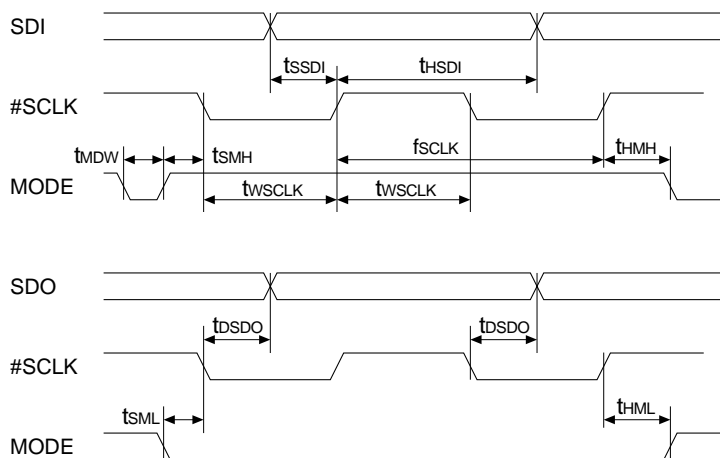 SDI
tSSDI tHSDI
#SCLK
tMDW tSMH fSCLK tHMH
MODE
tWSCLK tWSCLK
SDO
tDSDO tDSDO
#SCLK
tSML tHML
MODE